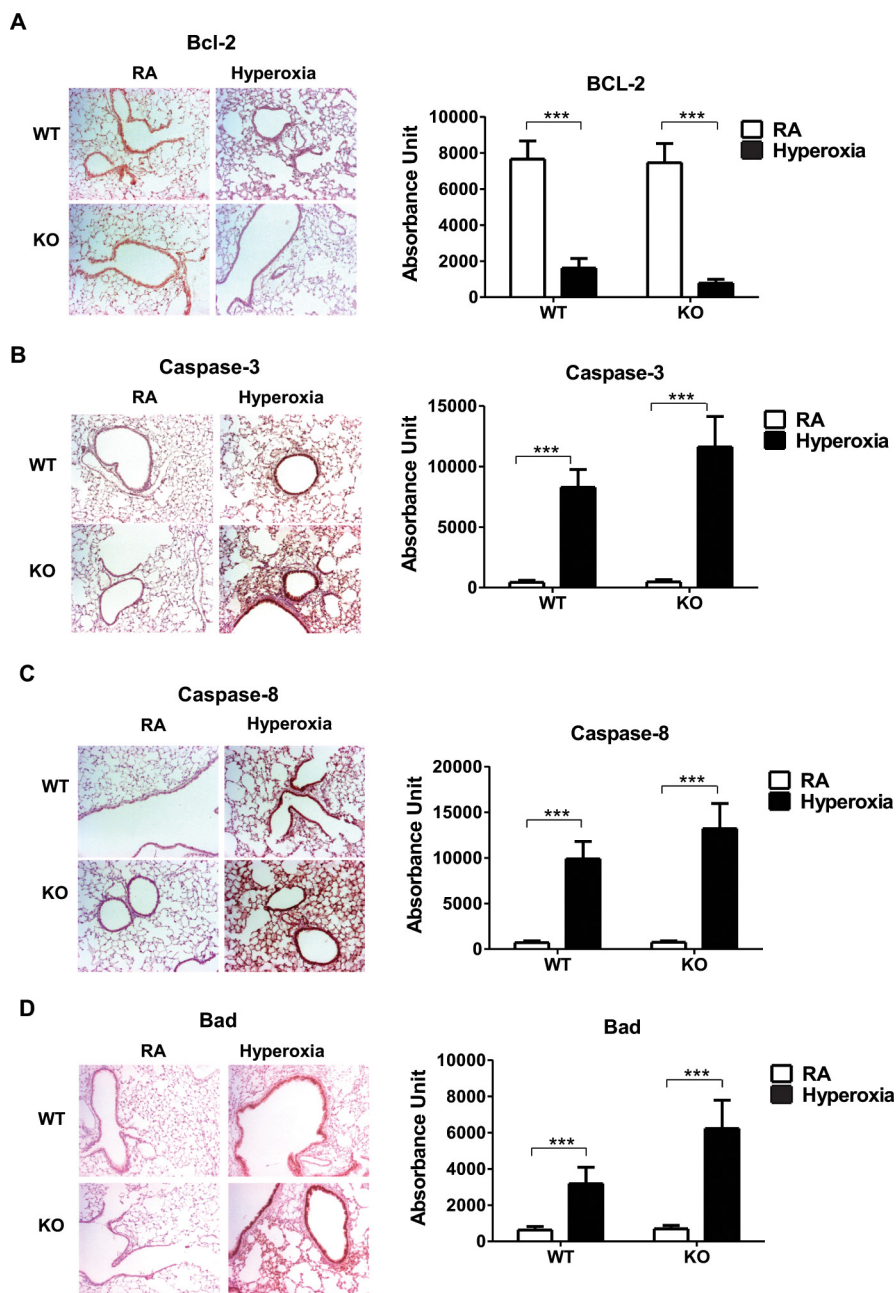 A
Bcl-2
RA Hyperoxia
WT
KO
BCL-2
Absorbance Unit
10000
8000
6000
4000
2000
0
*** ***
WT KO
RA
Hyperoxia
B
Caspase-3
RA Hyperoxia
WT
KO
Caspase-3
Absorbance Unit
15000
10000
5000
0
*** ***
WT KO
RA
Hyperoxia
C
Caspase-8
RA Hyperoxia
WT
KO
Caspase-8
Absorbance Unit
20000
15000
10000
5000
0
*** ***
WT KO
RA
Hyperoxia
D
Bad
RA Hyperoxia
WT
KO
Bad
Absorbance Unit
10000
8000
6000
4000
2000
0
*** ***
WT KO
RA
Hyperoxia